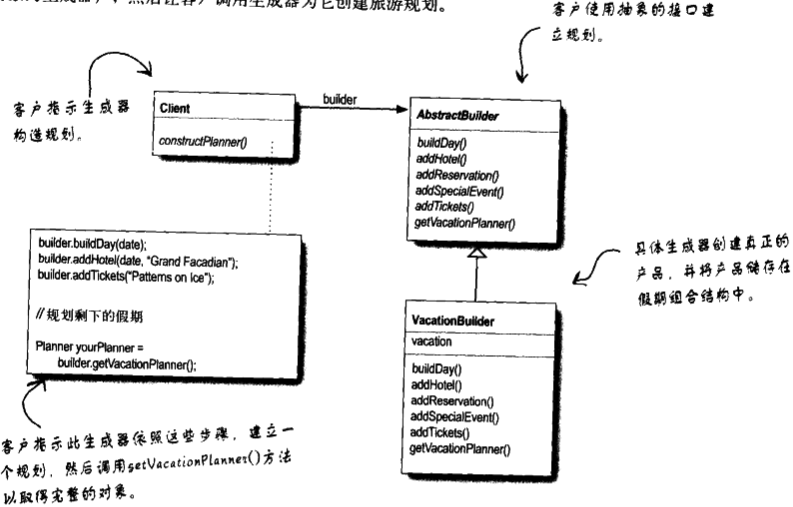 然后让客户调用生成器为它创建旅游规划。
客户使用抽象的接口建
立规划。
客户指示生成器
构造规划。
Client
constructPlanner()
builder
AbstractBuilder
buildDay()
addHotel()
addReservation()
addSpecialEvent()
addTickets()
getVacationPlanner()
builder.buildDay(date);
builder.addHotel(date, "Grand Facadian");
builder.addTickets("Patterns on Ice");
//规划剩下的假期
Planner yourPlanner =
builder.getVacationPlanner();
具体生成器创建真正的
产品，并将产品储存在
假期组合结构中。
VacationBuilder
vacation
buildDay()
addHotel()
addReservation()
addSpecialEvent()
addTickets()
getVacationPlanner()
客户指示此生成器依照这些步骤，建立一
个规划，然后调用getVacationPlanner()方法
以取得完整的对象。